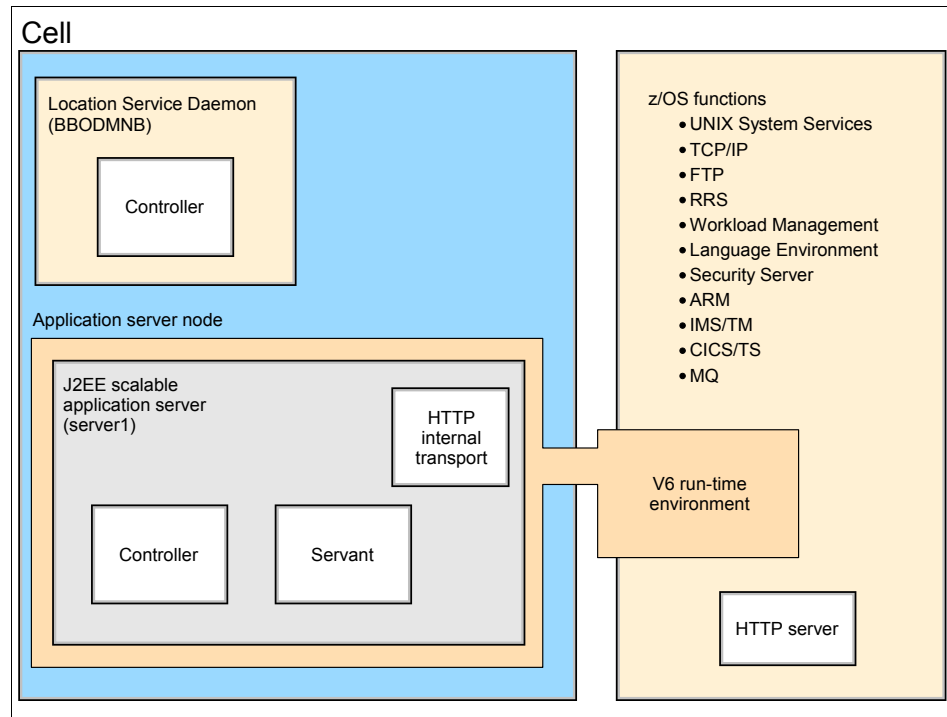 Cell
Location Service Daemon
(BBODMNB)
Controller
Application server node
J2EE scalable
application server
(server1)
HTTP
internal
transport
Controller
Servant
z/OS functions
• UNIX System Services
• TCP/IP
• FTP
• RRS
• Workload Management
• Language Environment
• Security Server
• ARM
• IMS/TM
• CICS/TS
• MQ
V6 run-time
environment
HTTP server